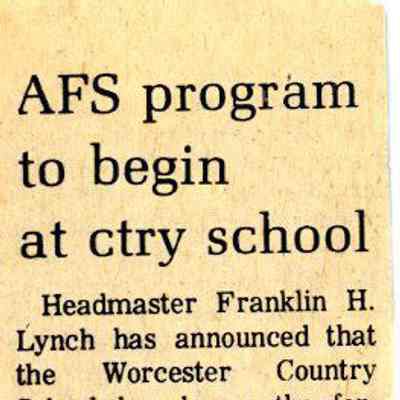 AFS program
to begin
at ctry school
Headmaster Franklin H.
Lynch has announced that
the Worcester Country